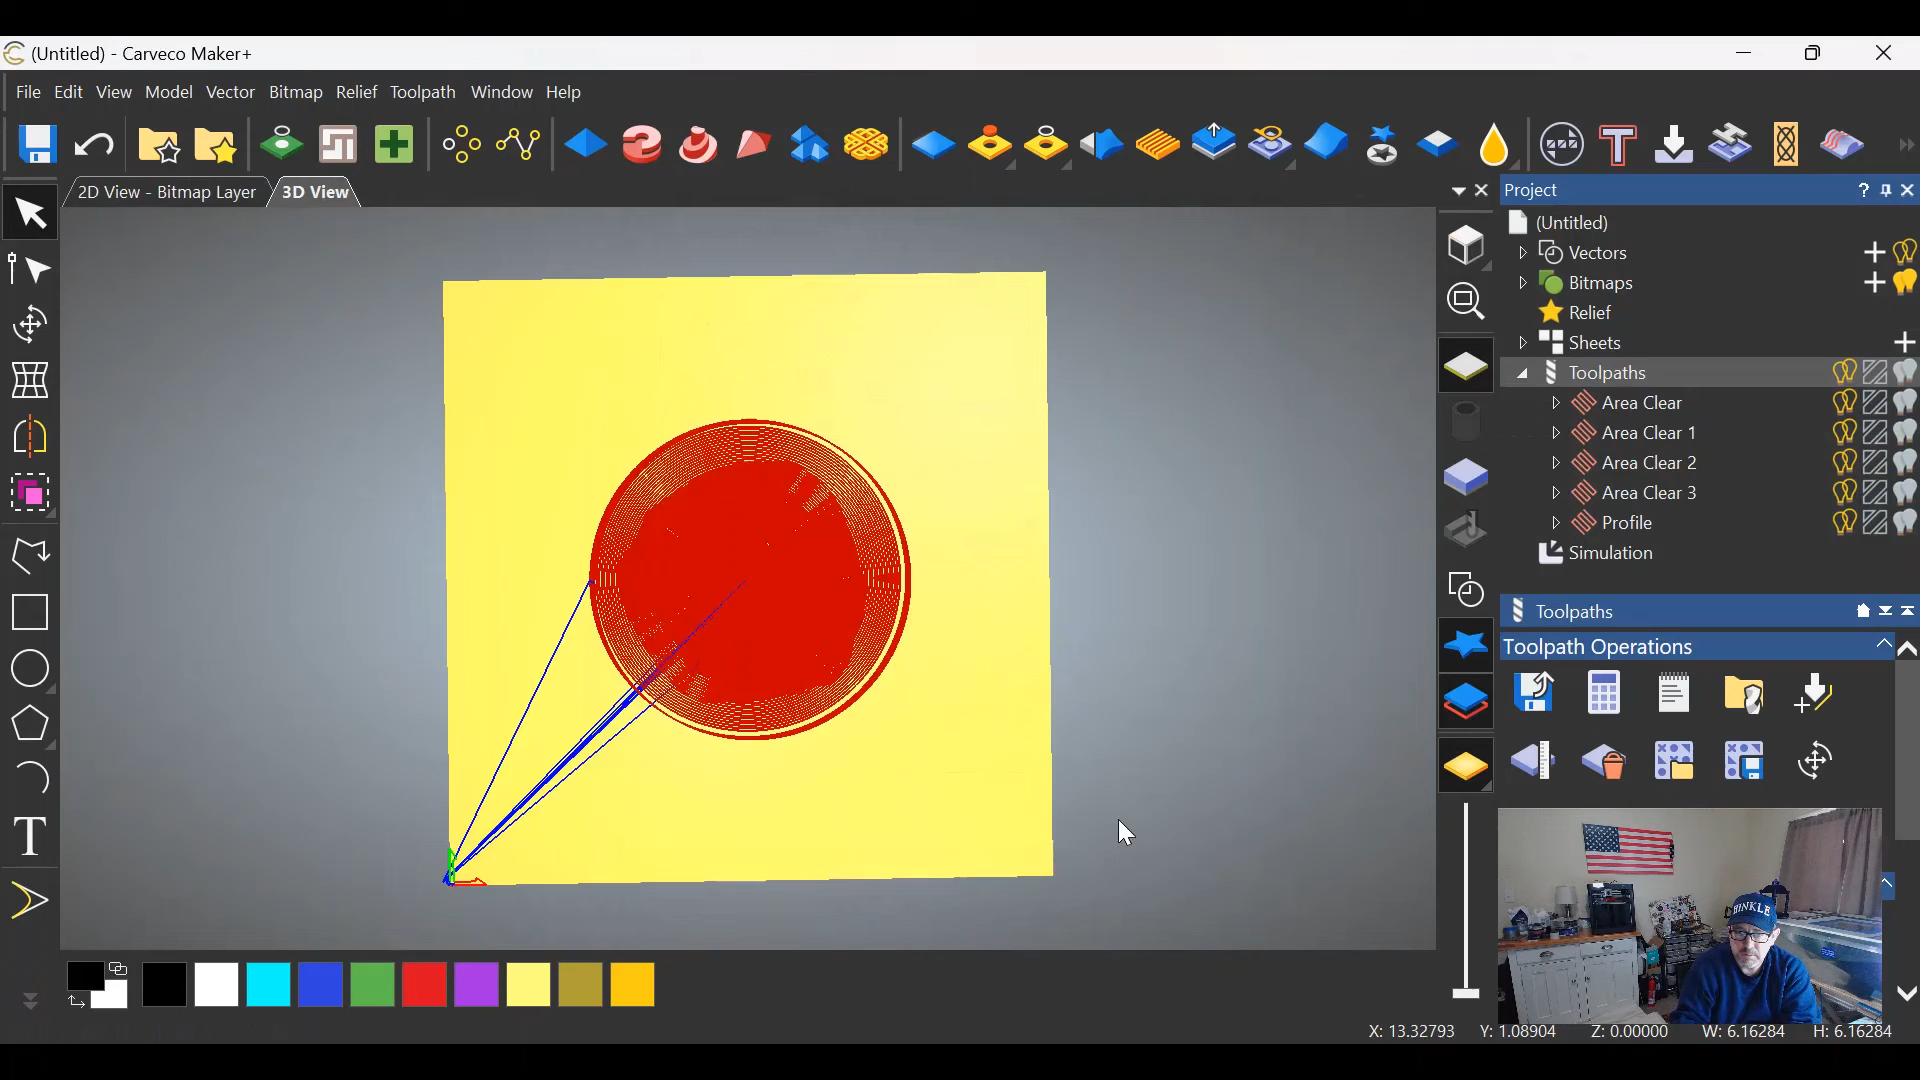 (Untitled) - Carveco Maker+
File Edit View Model Vector Bitmap Relief Toolpath Window Help
2D View - Bitmap Layer
3D View
Project
(Untitled)
Vectors
Bitmaps
Relief
Sheets
Toolpaths
Area Clear
Area Clear 1
Area Clear 2
Area Clear 3
Profile
Simulation
Toolpaths
Toolpath Operations
HINKLE
X: 13.32793 Y: 1.08904 Z: 0.00000 W: 6.16284 H: 6.16284